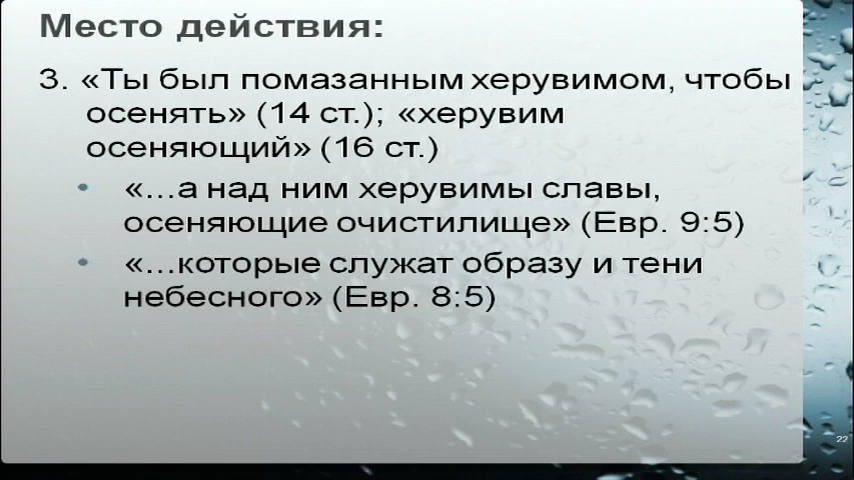 Место действия:
3. «Ты был помазанным херувимом, чтобы
осенять» (14 ст.); «херувим
осеняющий» (16 ст.)
• «...а над ним херувимы славы,
осеняющие очистилище» (Евр. 9:5)
• «...которые служат образу и тени
небесного» (Евр. 8:5)
22